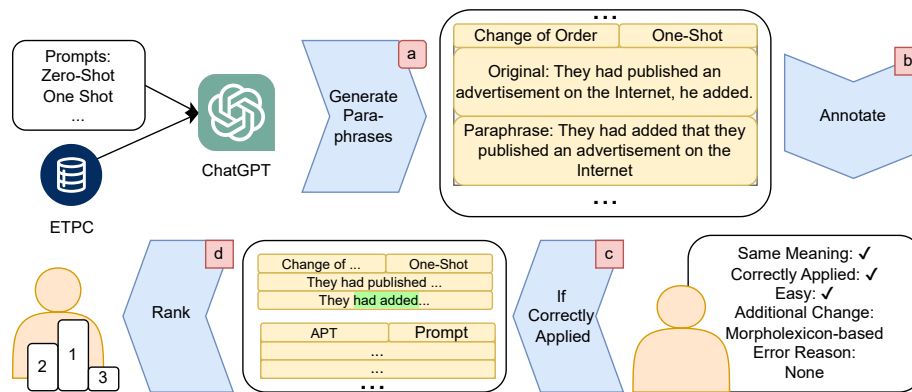 Prompts:
Zero-Shot
One Shot
...
ETPC
ChatGPT
a
Generate
Para-
phrases
...
Change of Order
One-Shot
Original: They had published an
advertisement on the Internet, he added.
Paraphrase: They had added that they
published an advertisement on the
Internet
...
b
Annotate
Same Meaning: ✓
Correctly Applied: ✓
Easy: ✓
Additional Change:
Morpholexicon-based
Error Reason:
None
c
If
Correctly
Applied
Change of ...
One-Shot
They had published ...
They had added...
APT
Prompt
...
...
...
d
Rank
2
1
3